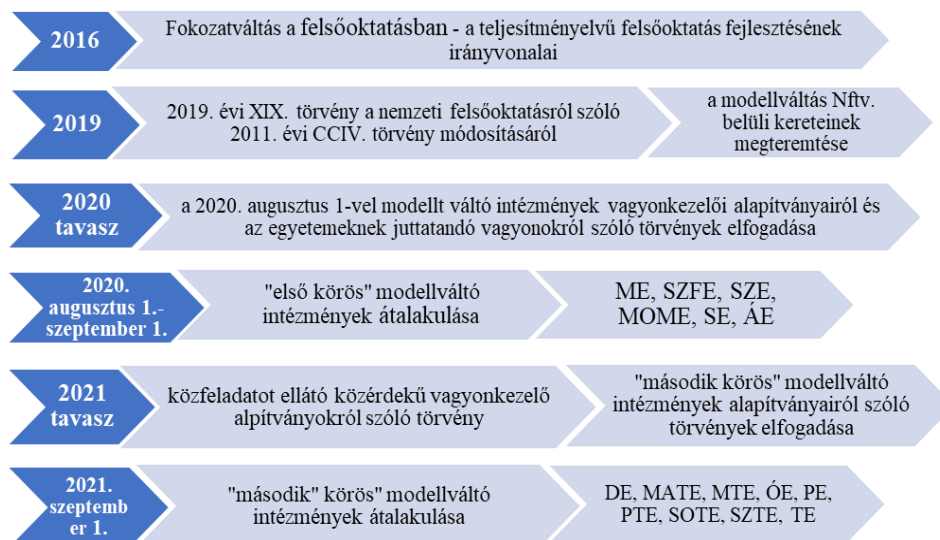 2016
Fokozatváltás a felsőoktatásban - a teljesítményelvű felsőoktatás fejlesztésének
irányvonalai
2019
2019. évi XIX. törvény a nemzeti felsőoktatásról szóló
2011. évi CCIV. törvény módosításáról
a modellváltás Nftv.
belüli kereteinek
megteremtése
2020
tavasz
a 2020. augusztus 1-vel modellt váltó intézmények vagyonkezelői alapítványairól és
az egyetemeknek juttatandó vagyonokról szóló törvények elfogadása
2020.
augusztus 1.-
szeptember 1.
"első körös" modellváltó
intézmények átalakulása
ME, SZFE, SZE,
MOME, SE, ÁE
2021
tavasz
közfeladatot ellátó közérdekű vagyonkezelő
alpítványokról szóló törvény
"második körös" modellváltó
intézmények alapítványairól szóló
törvények elfogadása
2021.
szeptemb
er 1.
"második" körös" modellváltó
intézmények átalakulása
DE, MATE, MTE, ÓE, PE,
PTE, SOTE, SZTE, TE